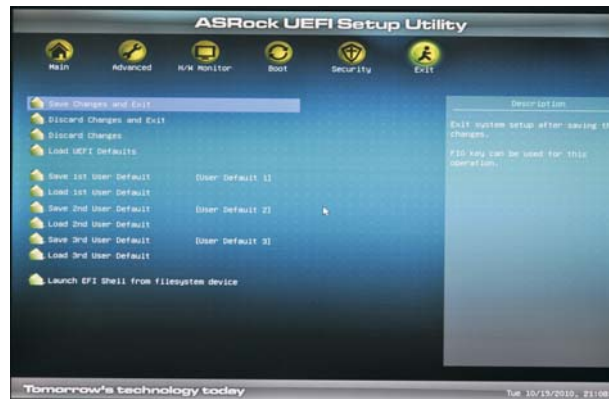 ASRock UEFI Setup Utility
Main Advanced H/W Monitor Boot Security Exit
Save Changes and Exit
Discard Changes and Exit
Discard Changes
Load UEFI Defaults
Save 1st User Default [User Default 1]
Load 1st User Default
Save 2nd User Default [User Default 2]
Load 2nd User Default
Save 3rd User Default [User Default 3]
Load 3rd User Default
Launch EFI Shell from filesystem device
Description
Exit system setup after saving th
changes.
F10 key can be used for this
operation.
Tomorrow's technology today
Tue 10/19/2010, 21:08